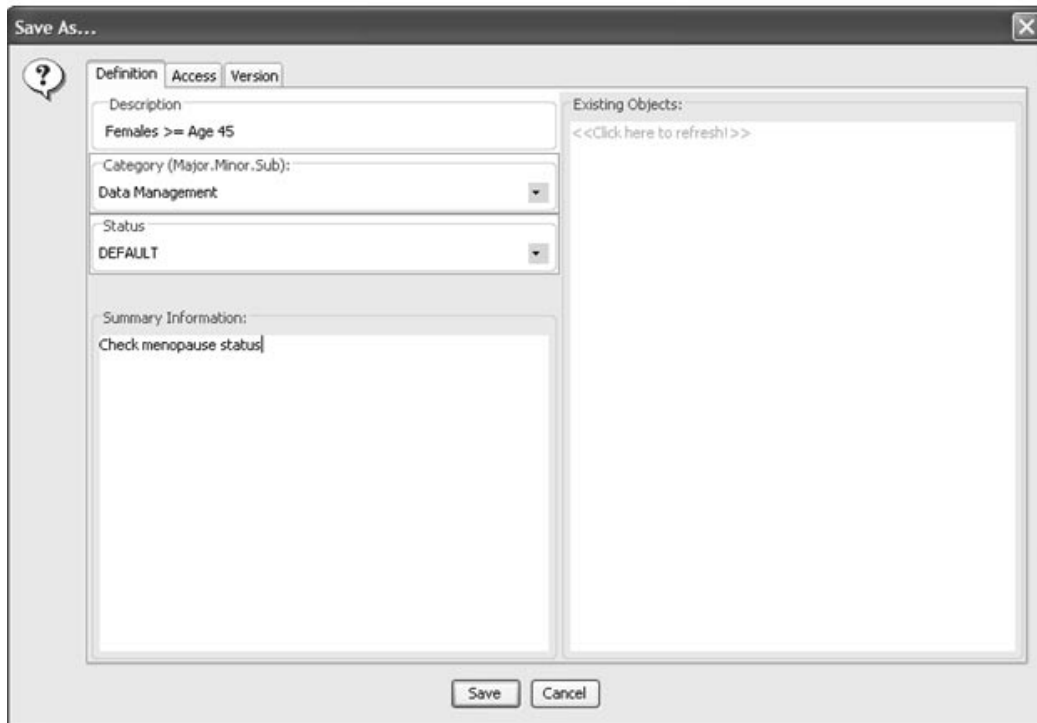 Save As...
?
Definition Access Version
Description
Females >= Age 45
Category (Major.Minor.Sub):
Data Management
Status
DEFAULT
Summary Information:
Check menopause status
Existing Objects:
<<Click here to refresh!>>
Save Cancel